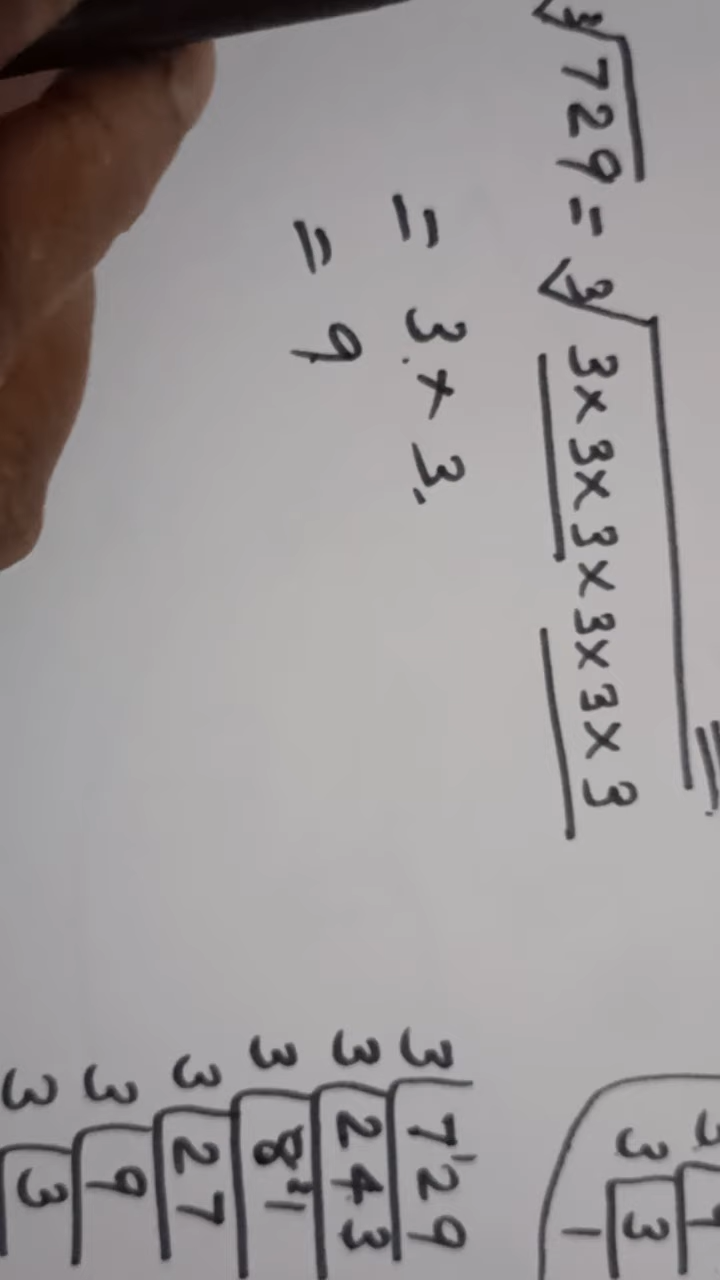 ∛729 = ∛3×3×3×3×3×3
= 3×3
= 9
3 | 729
3 | 243
3 | 81
3 | 27
3 | 9
3 | 3
3 | 3
1